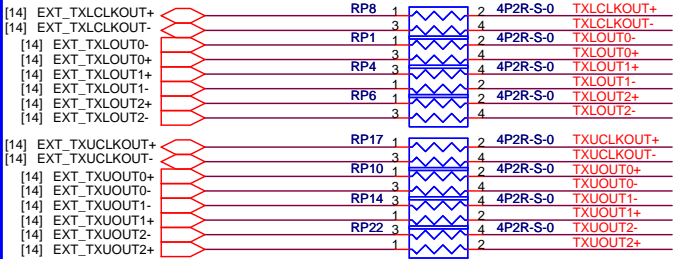 [14] EXT_TXLCLKOUT+ RP8 1 2 4P2R-S-0 TXLCLKOUT+
[14] EXT_TXLCLKOUT- 3 4 TXLCLKOUT-
[14] EXT_TXLOUT0- RP1 1 2 4P2R-S-0 TXLOUT0-
[14] EXT_TXLOUT0+ 3 4 TXLOUT0+
[14] EXT_TXLOUT1+ RP4 3 4 4P2R-S-0 TXLOUT1+
[14] EXT_TXLOUT1- 1 2 TXLOUT1-
[14] EXT_TXLOUT2+ RP6 1 2 4P2R-S-0 TXLOUT2+
[14] EXT_TXLOUT2- 3 4 TXLOUT2-
[14] EXT_TXUCLKOUT+ RP17 1 2 4P2R-S-0 TXUCLKOUT+
[14] EXT_TXUCLKOUT- 3 4 TXUCLKOUT-
[14] EXT_TXUOUT0+ RP10 1 2 4P2R-S-0 TXUOUT0+
[14] EXT_TXUOUT0- 3 4 TXUOUT0-
[14] EXT_TXUOUT1- RP14 3 4 4P2R-S-0 TXUOUT1-
[14] EXT_TXUOUT1+ 1 2 TXUOUT1+
[14] EXT_TXUOUT2- RP22 3 4 4P2R-S-0 TXUOUT2-
[14] EXT_TXUOUT2+ 1 2 TXUOUT2+